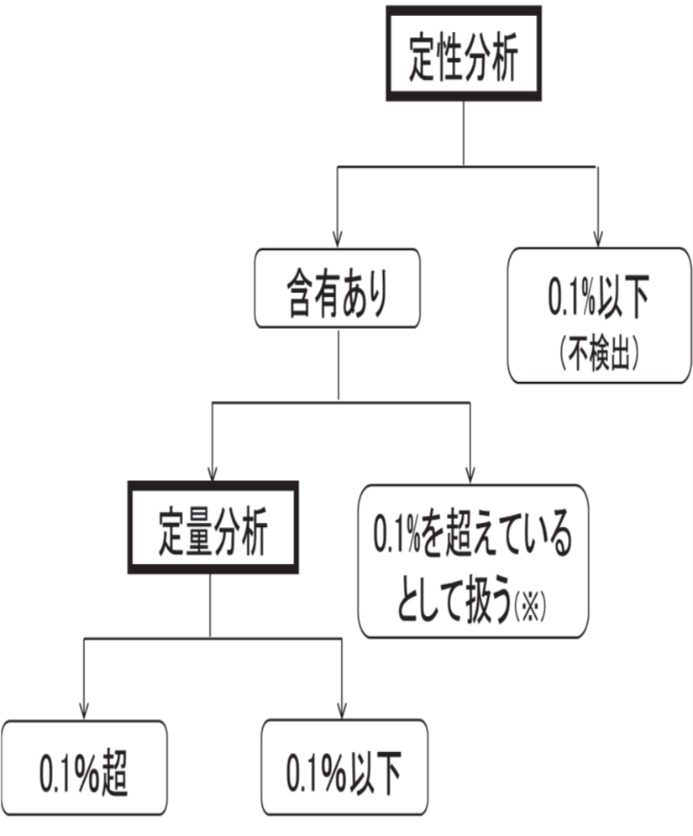 定性分析
含有あり
0.1%以下
(不検出)
定量分析
0.1%を超えている
として扱う(※)
0.1%超
0.1%以下